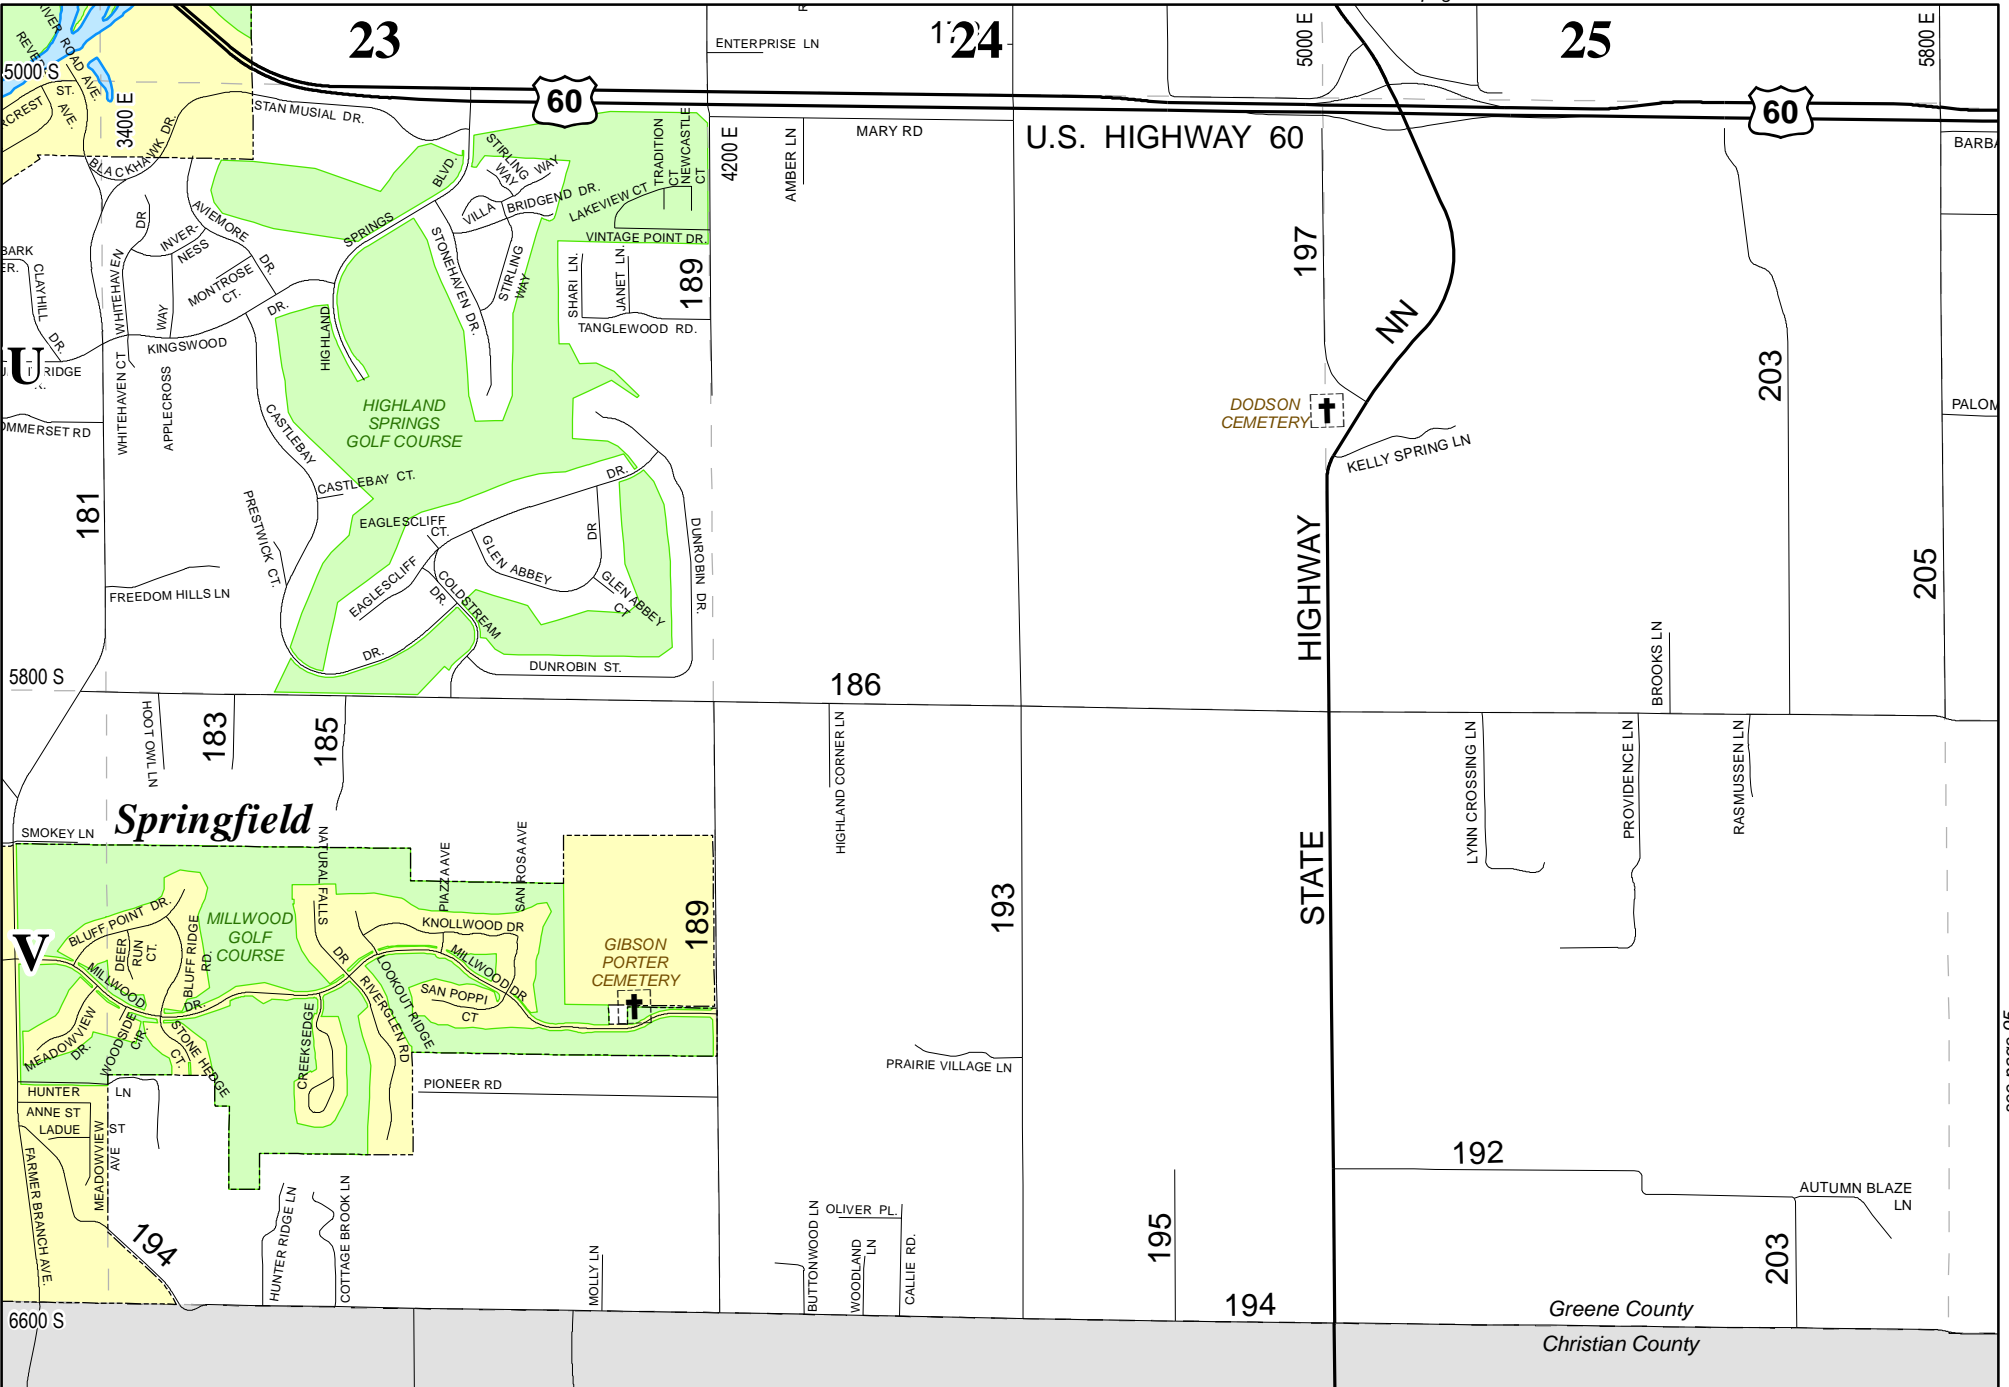 23
24
25
5000 S
3400 E
4200 E
5000 E
5800 E
RIVER ROAD AVE.
ST.
AVE.
BLACKHAWK DR.
STAN MUSIAL DR.
60
ENTERPRISE LN
MARY RD
U.S. HIGHWAY 60
60
AMBER LN
TRADITION CT
NEWCASTLE CT
STIRLING WAY
WAY
VILLA
BRIDGEND DR.
LAKEVIEW CT
VINTAGE POINT DR.
SPRINGS
BLVD.
HIGHLAND
STONEHAVEN DR.
STIRLING WAY
SHARI LN.
JANET LN.
TANGLEWOOD RD.
189
AVIEMORE
DR.
INVER-
NESS
WAY
MONTROSE
CT.
DR
WHITEHAVEN
WHITEHAVEN CT
CLAYHILL
DR.
KINGSWOOD
DR.
APPLECROSS
U
RIDGE
181
CASTLEBAY
CASTLEBAY CT.
HIGHLAND
SPRINGS
GOLF COURSE
PRESTWICK CT.
EAGLESCLIFF
CT.
EAGLESCLIFF
DR.
COLDSTREAM
DR.
DR.
GLEN ABBEY
DR
GLEN ABBEY
CT
DUNROBIN DR.
DUNROBIN ST.
FREEDOM HILLS LN
197
NN
203
205
DODSON
CEMETERY
KELLY SPRING LN
STATE
HIGHWAY
BROOKS LN
5800 S
186
HOOT OWL LN
183
185
HIGHLAND CORNER LN
LYNN CROSSING LN
PROVIDENCE LN
RASMUSSEN LN
Springfield
SMOKEY LN
NATURAL FALLS
DR
PIAZZA AVE
SAN ROSA AVE
V
BLUFF POINT DR.
DEER
RUN
CT.
BLUFF RIDGE
RD.
MILLWOOD
GOLF
COURSE
KNOLLWOOD DR
MILLWOOD DR
SAN POPPI
CT
LOOKOUT RIDGE
RIVERGLEN RD
GIBSON
PORTER
CEMETERY
189
193
MILLWOOD
DR.
MEADOWVIEW
DR.
WOODSIDE
CIR.
STONE HEDGE
CT.
CREEKSEDGE
PIONEER RD
PRAIRIE VILLAGE LN
HUNTER
LN
ANNE ST
LADUE
ST
MEADOWVIEW
AVE
FARMER BRANCH AVE.
194
HUNTER RIDGE LN
COTTAGE BROOK LN
MOLLY LN
BUTTONWOOD LN
OLIVER PL.
WOODLAND
LN
CALLIE RD.
195
192
AUTUMN BLAZE
LN
203
194
6600 S
Greene County
Christian County